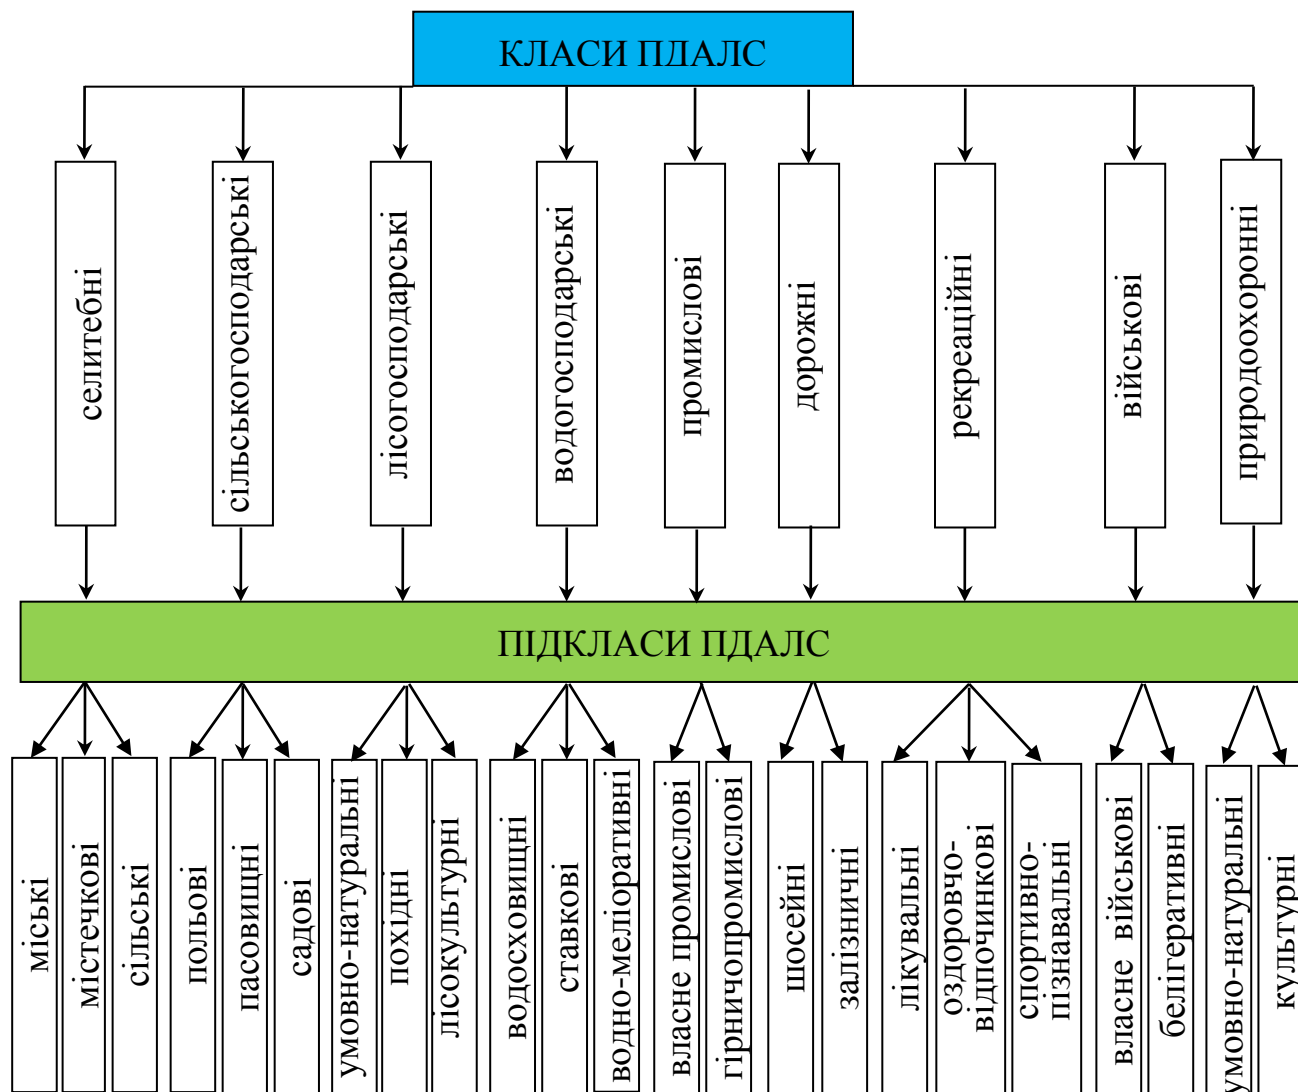 КЛАСИ ПДАЛС
селитебні
сільськогосподарські
лісогосподарські
водогосподарські
промислові
дорожні
рекреаційні
військові
природоохоронні
ПІДКЛАСИ ПДАЛС
міські
містечкові
сільські
польові
пасовищні
садові
умовно-натуральні
похідні
лісокультурні
водосховищні
ставкові
водно-меліоративні
власне промислові
гірничопромислові
шосейні
залізничні
лікувальні
оздоровчо-
відпочинкові
спортивно-
пізнавальні
власне військові
белігеративні
умовно-натуральні
культурні